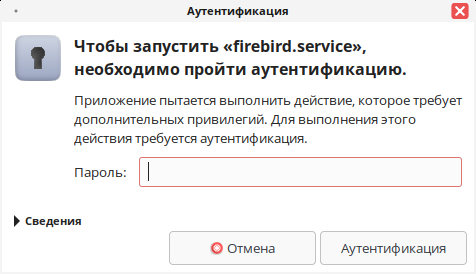 Аутентификация
Чтобы запустить «firebird.service»,
необходимо пройти аутентификацию.
Приложение пытается выполнить действие, которое требует
дополнительных привилегий. Для выполнения этого
действия требуется аутентификация.
Пароль:
Сведения
Отмена
Аутентификация